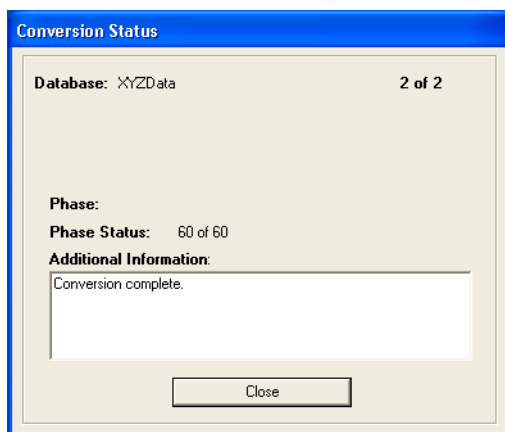 Conversion Status
Database: XYZData 2 of 2
Phase:
Phase Status: 60 of 60
Additional Information:
Conversion complete.
Close